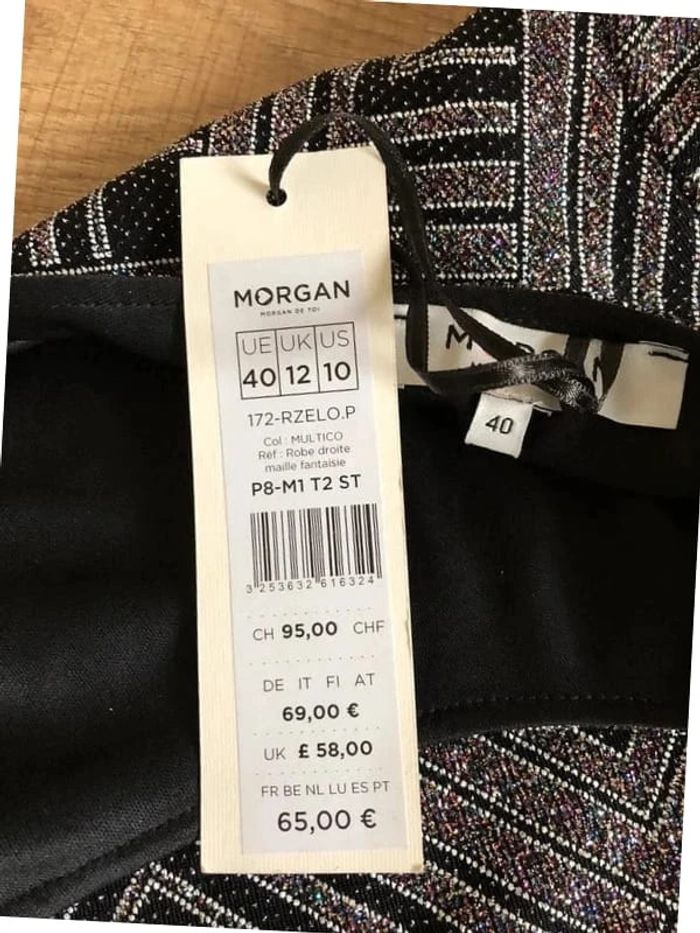 MORGAN
MORGAN DE TOI
UE UK US
40 12 10
172-RZELO.P
Col : MULTICO
Réf : Robe droite
maille fantaisie
P8-M1 T2 ST
3 253632 616324
CH 95,00 CHF
DE IT FI AT
69,00 €
UK £ 58,00
FR BE NL LU ES PT
65,00 €
40